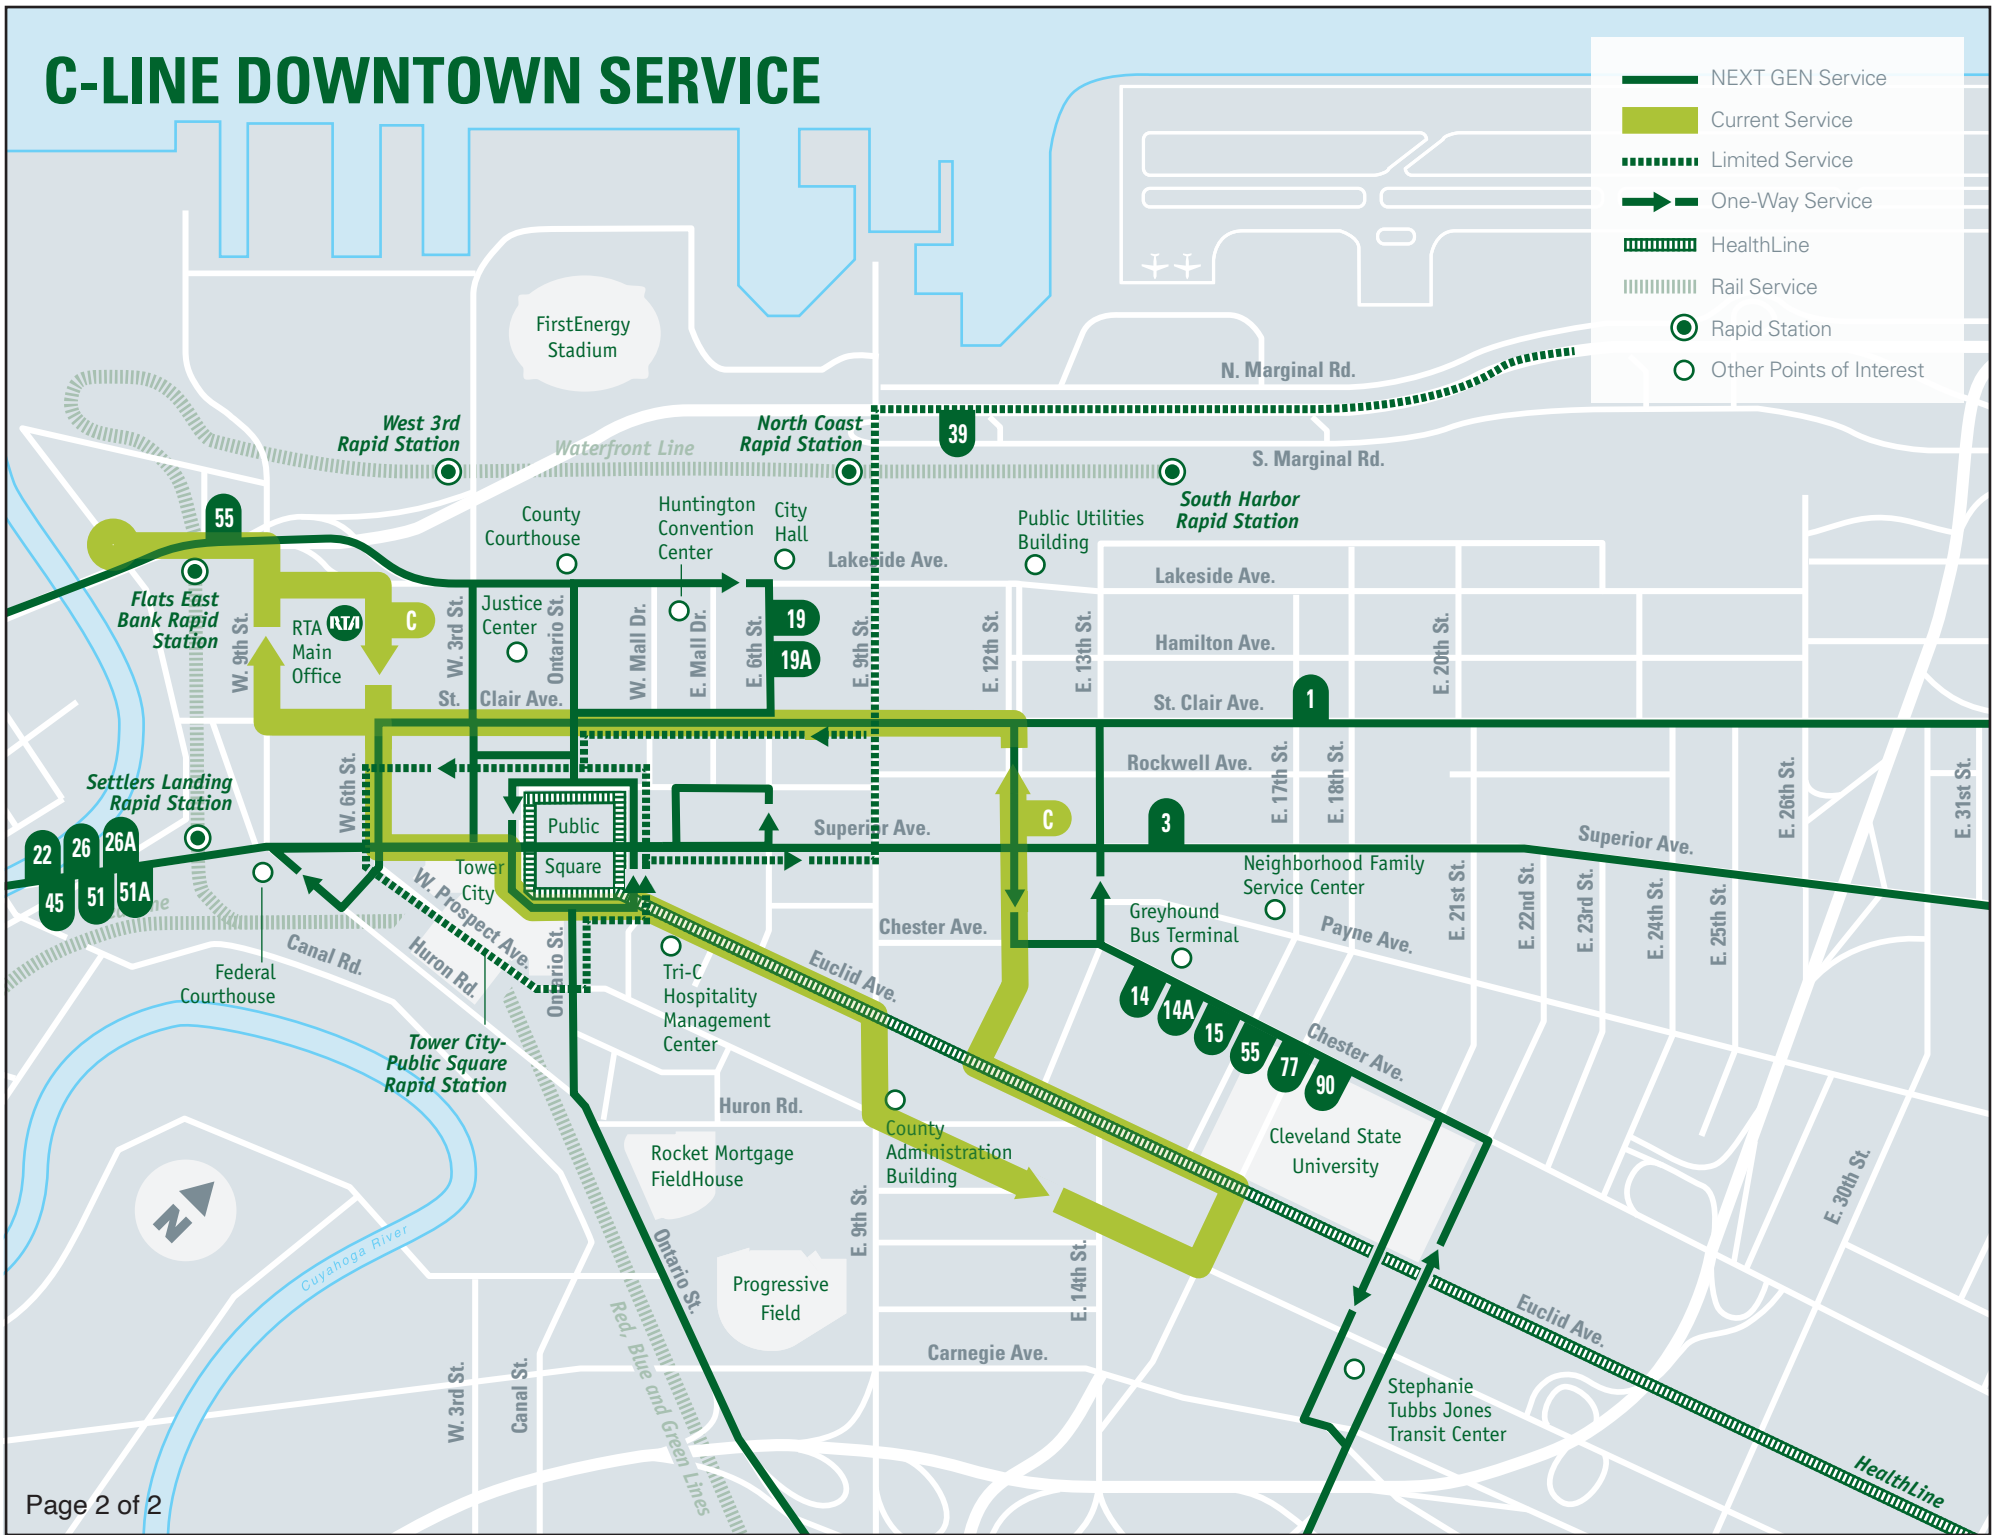 C-LINE DOWNTOWN SERVICE
NEXT GEN Service
Current Service
Limited Service
One-Way Service
HealthLine
Rail Service
Rapid Station
Other Points of Interest
FirstEnergy
Stadium
N. Marginal Rd.
West 3rd
Rapid Station
Waterfront Line
North Coast
Rapid Station
39
S. Marginal Rd.
South Harbor
Rapid Station
55
County
Courthouse
Huntington
Convention
Center
City
Hall
Public Utilities
Building
Lakeside Ave.
Lakeside Ave.
Flats East
Bank Rapid
Station
W. 9th St.
RTA
Main
Office
RTA
C
W. 3rd St.
Justice
Center
Ontario St.
W. Mall Dr.
E. Mall Dr.
E. 6th St.
19
19A
E. 9th St.
E. 12th St.
E. 13th St.
Hamilton Ave.
E. 20th St.
St. Clair Ave.
St. Clair Ave.
1
Settlers Landing
Rapid Station
W. 6th St.
Rockwell Ave.
E. 17th St.
E. 18th St.
E. 26th St.
E. 31st St.
Public
Square
Superior Ave.
C
3
Superior Ave.
22
26
26A
45
51
51A
Tower
City
W. Prospect Ave.
Neighborhood Family
Service Center
E. 21st St.
E. 22nd St.
E. 23rd St.
E. 24th St.
E. 25th St.
Greyhound
Bus Terminal
Payne Ave.
Chester Ave.
Canal Rd.
Huron Rd.
Ontario St.
Federal
Courthouse
Tri-C
Hospitality
Management
Center
Euclid Ave.
14
14A
15
55
77
90
Chester Ave.
Tower City-
Public Square
Rapid Station
Huron Rd.
County
Administration
Building
Rocket Mortgage
FieldHouse
Cleveland State
University
E. 30th St.
N
Cuyahoga River
Ontario St.
E. 9th St.
E. 14th St.
Progressive
Field
Red, Blue and Green Lines
Euclid Ave.
W. 3rd St.
Canal St.
Carnegie Ave.
Stephanie
Tubbs Jones
Transit Center
HealthLine
Page 2 of 2